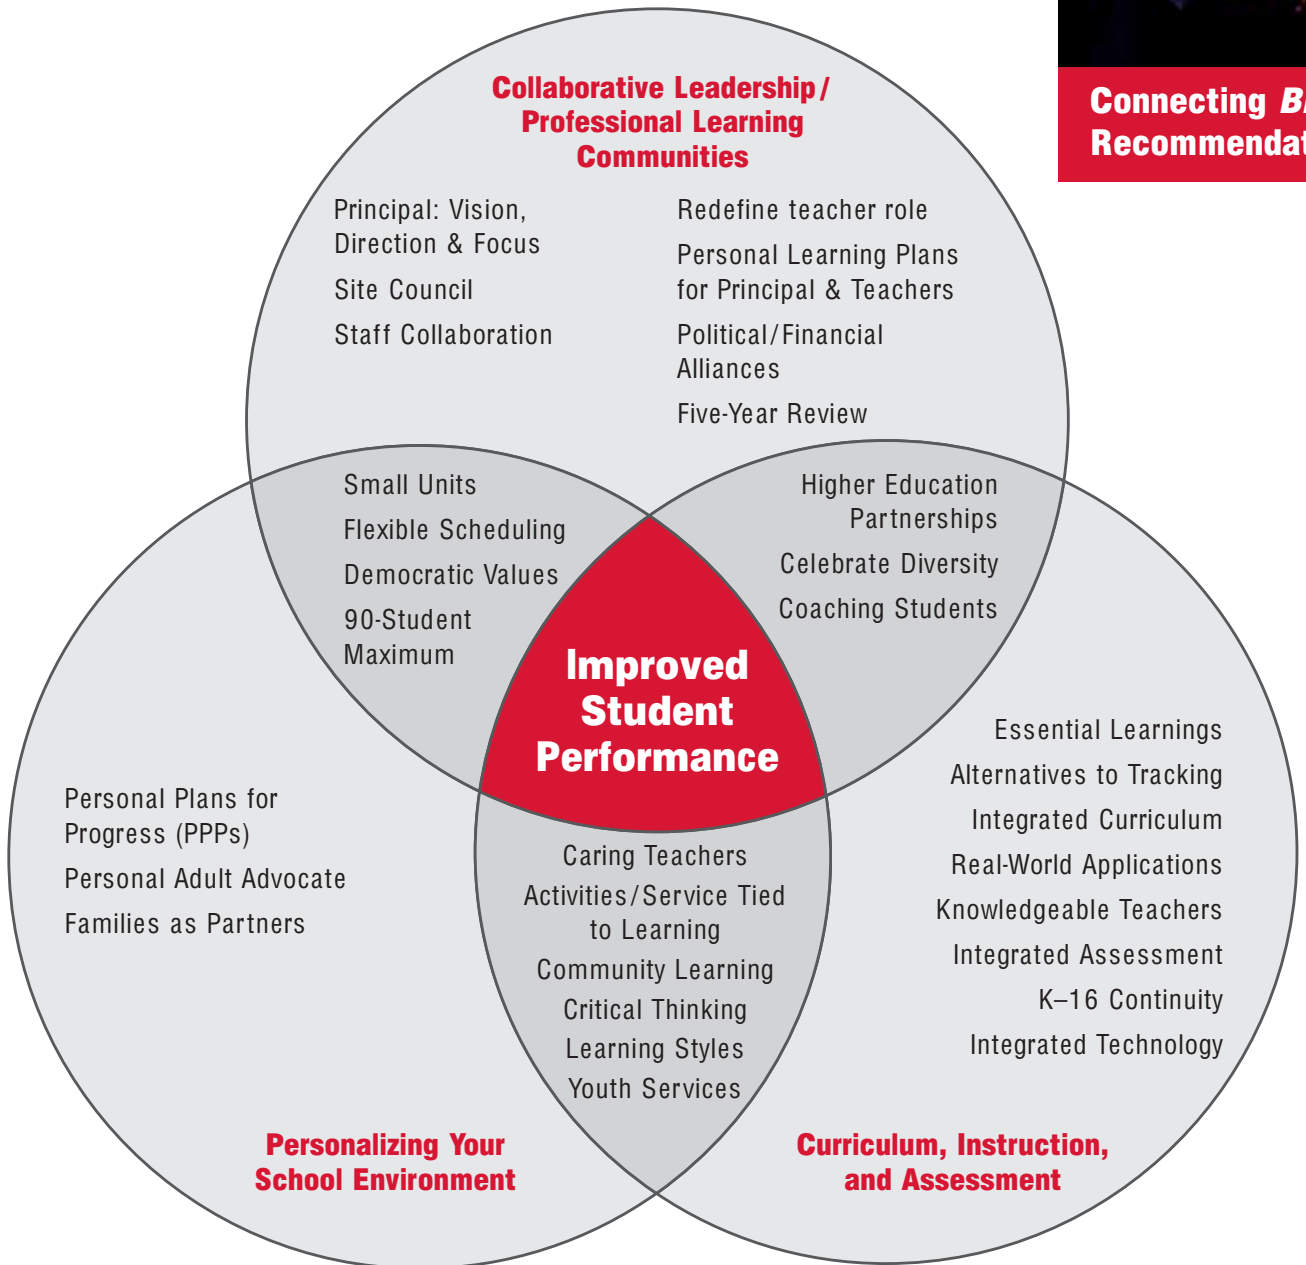 Connecting
Recommendat
Collaborative Leadership/
Professional Learning
Communities
Principal: Vision,
Direction & Focus
Site Council
Staff Collaboration
Redefine teacher role
Personal Learning Plans
for Principal & Teachers
Political/Financial
Alliances
Five-Year Review
Small Units
Flexible Scheduling
Democratic Values
90-Student
Maximum
Higher Education
Partnerships
Celebrate Diversity
Coaching Students
Improved
Student
Performance
Personal Plans for
Progress (PPPs)
Personal Adult Advocate
Families as Partners
Caring Teachers
Activities/Service Tied
to Learning
Community Learning
Critical Thinking
Learning Styles
Youth Services
Essential Learnings
Alternatives to Tracking
Integrated Curriculum
Real-World Applications
Knowledgeable Teachers
Integrated Assessment
K–16 Continuity
Integrated Technology
Personalizing Your
School Environment
Curriculum, Instruction,
and Assessment